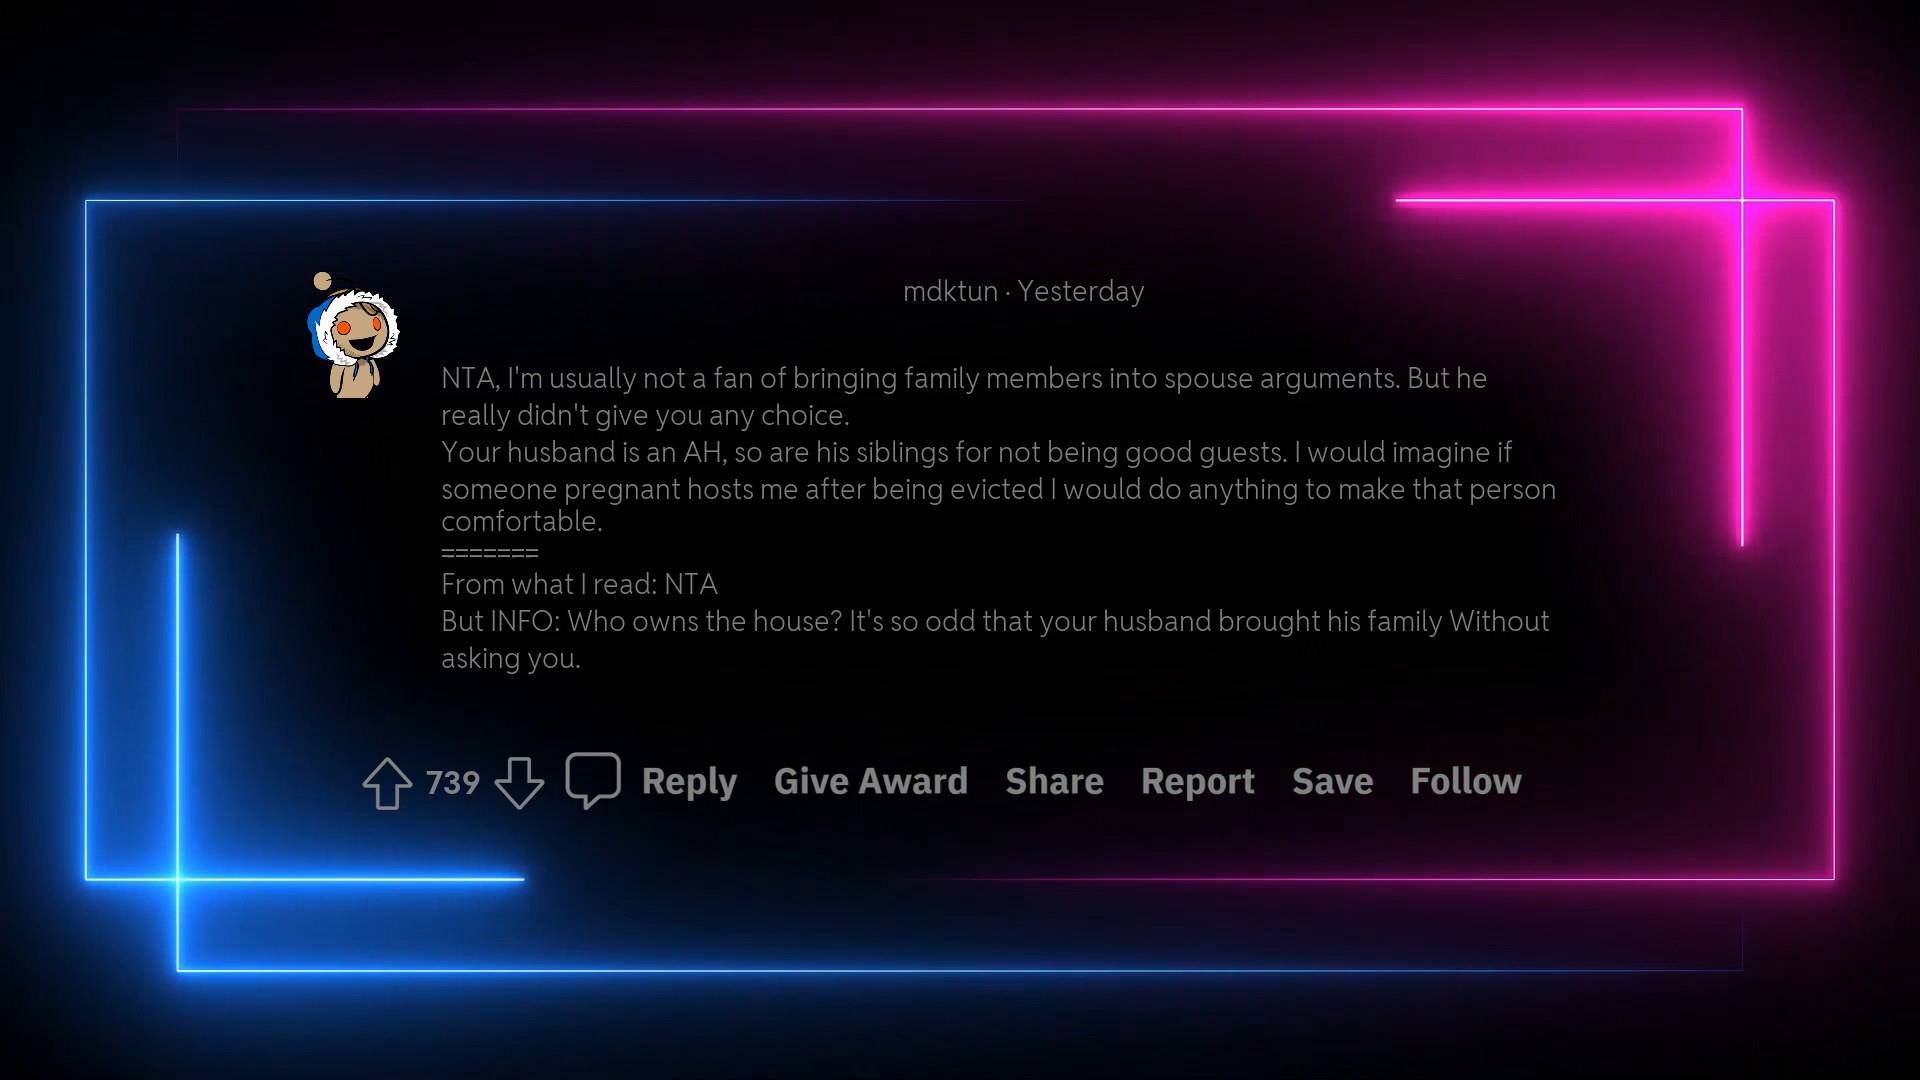 mdktun · Yesterday
NTA, I'm usually not a fan of bringing family members into spouse arguments. But he
really didn't give you any choice.
Your husband is an AH, so are his siblings for not being good guests. I would imagine if
someone pregnant hosts me after being evicted I would do anything to make that person
comfortable.
=======
From what I read: NTA
But INFO: Who owns the house? It's so odd that your husband brought his family Without
asking you.
739 Reply Give Award Share Report Save Follow